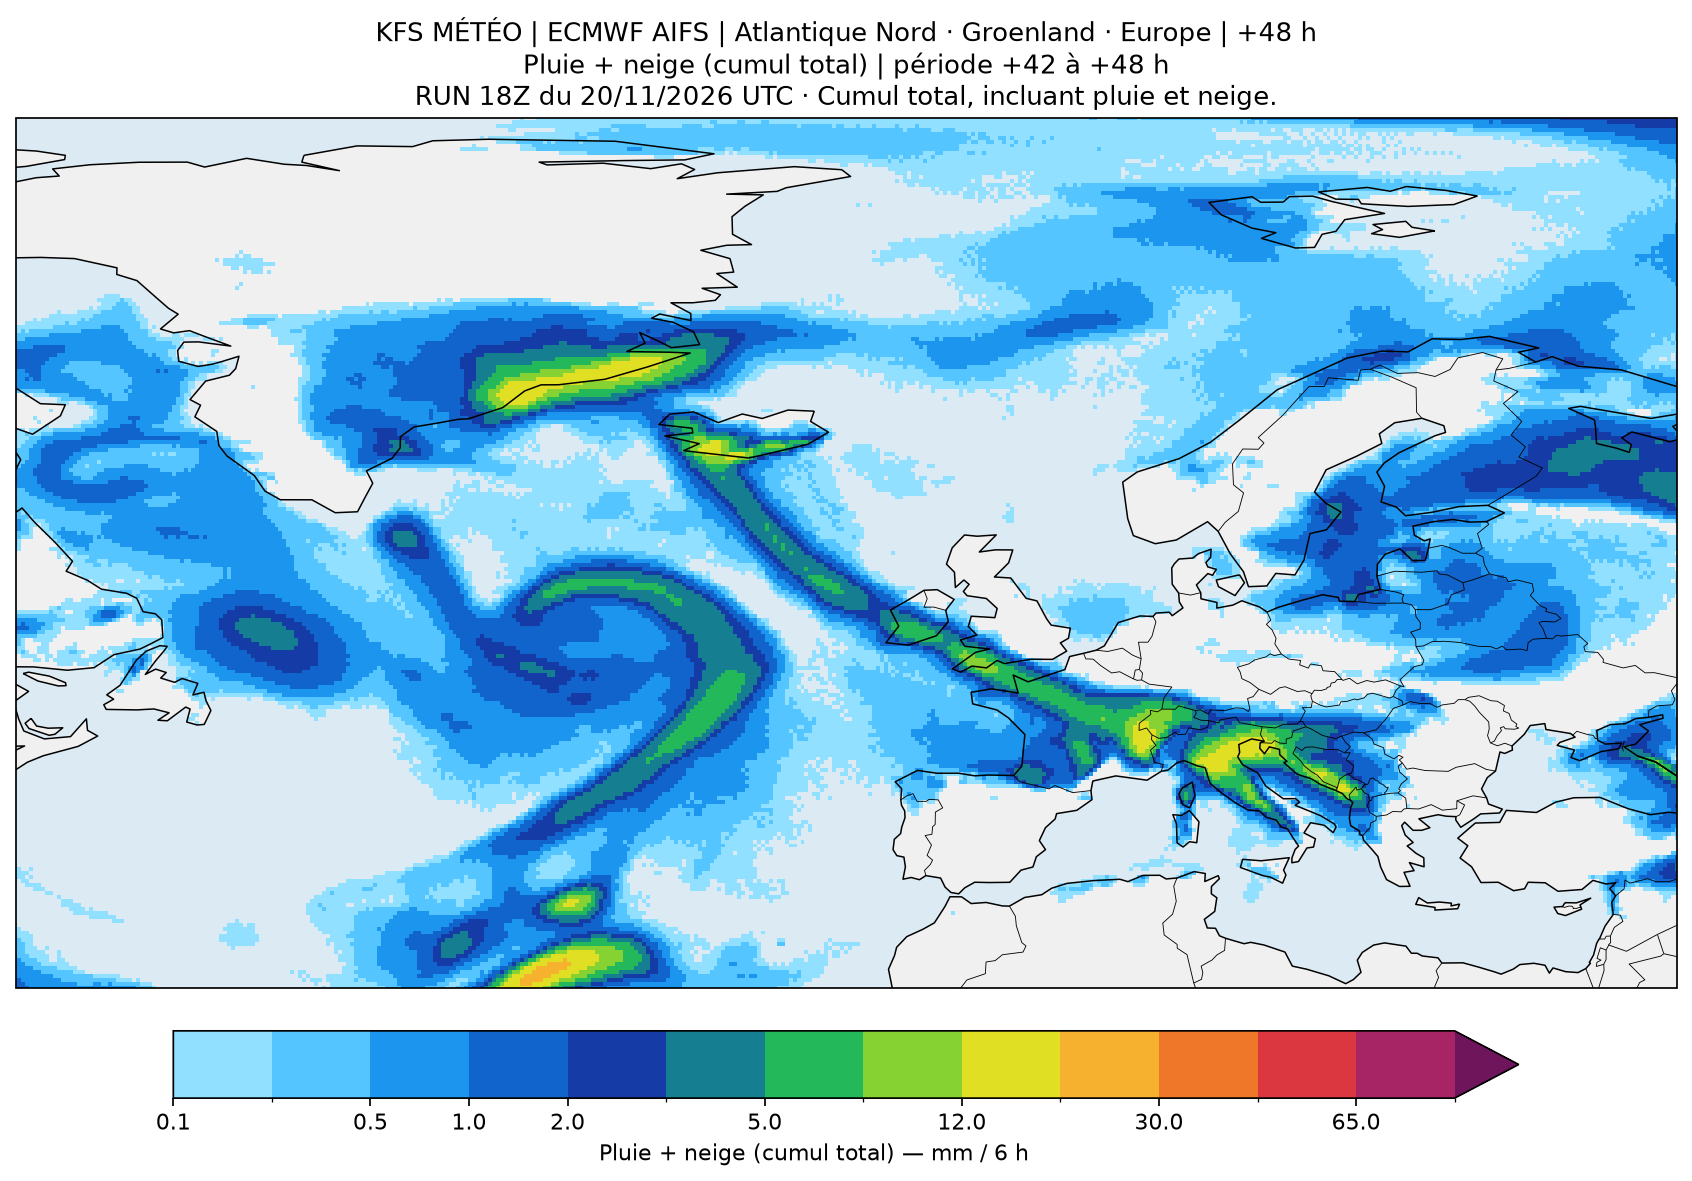 KFS MÉTÉO | ECMWF AIFS | Atlantique Nord · Groenland · Europe | +48 h
Pluie + neige (cumul total) | période +42 à +48 h
RUN 18Z du 20/11/2026 UTC · Cumul total, incluant pluie et neige.
0.1 0.5 1.0 2.0 5.0 12.0 30.0 65.0
Pluie + neige (cumul total) — mm / 6 h